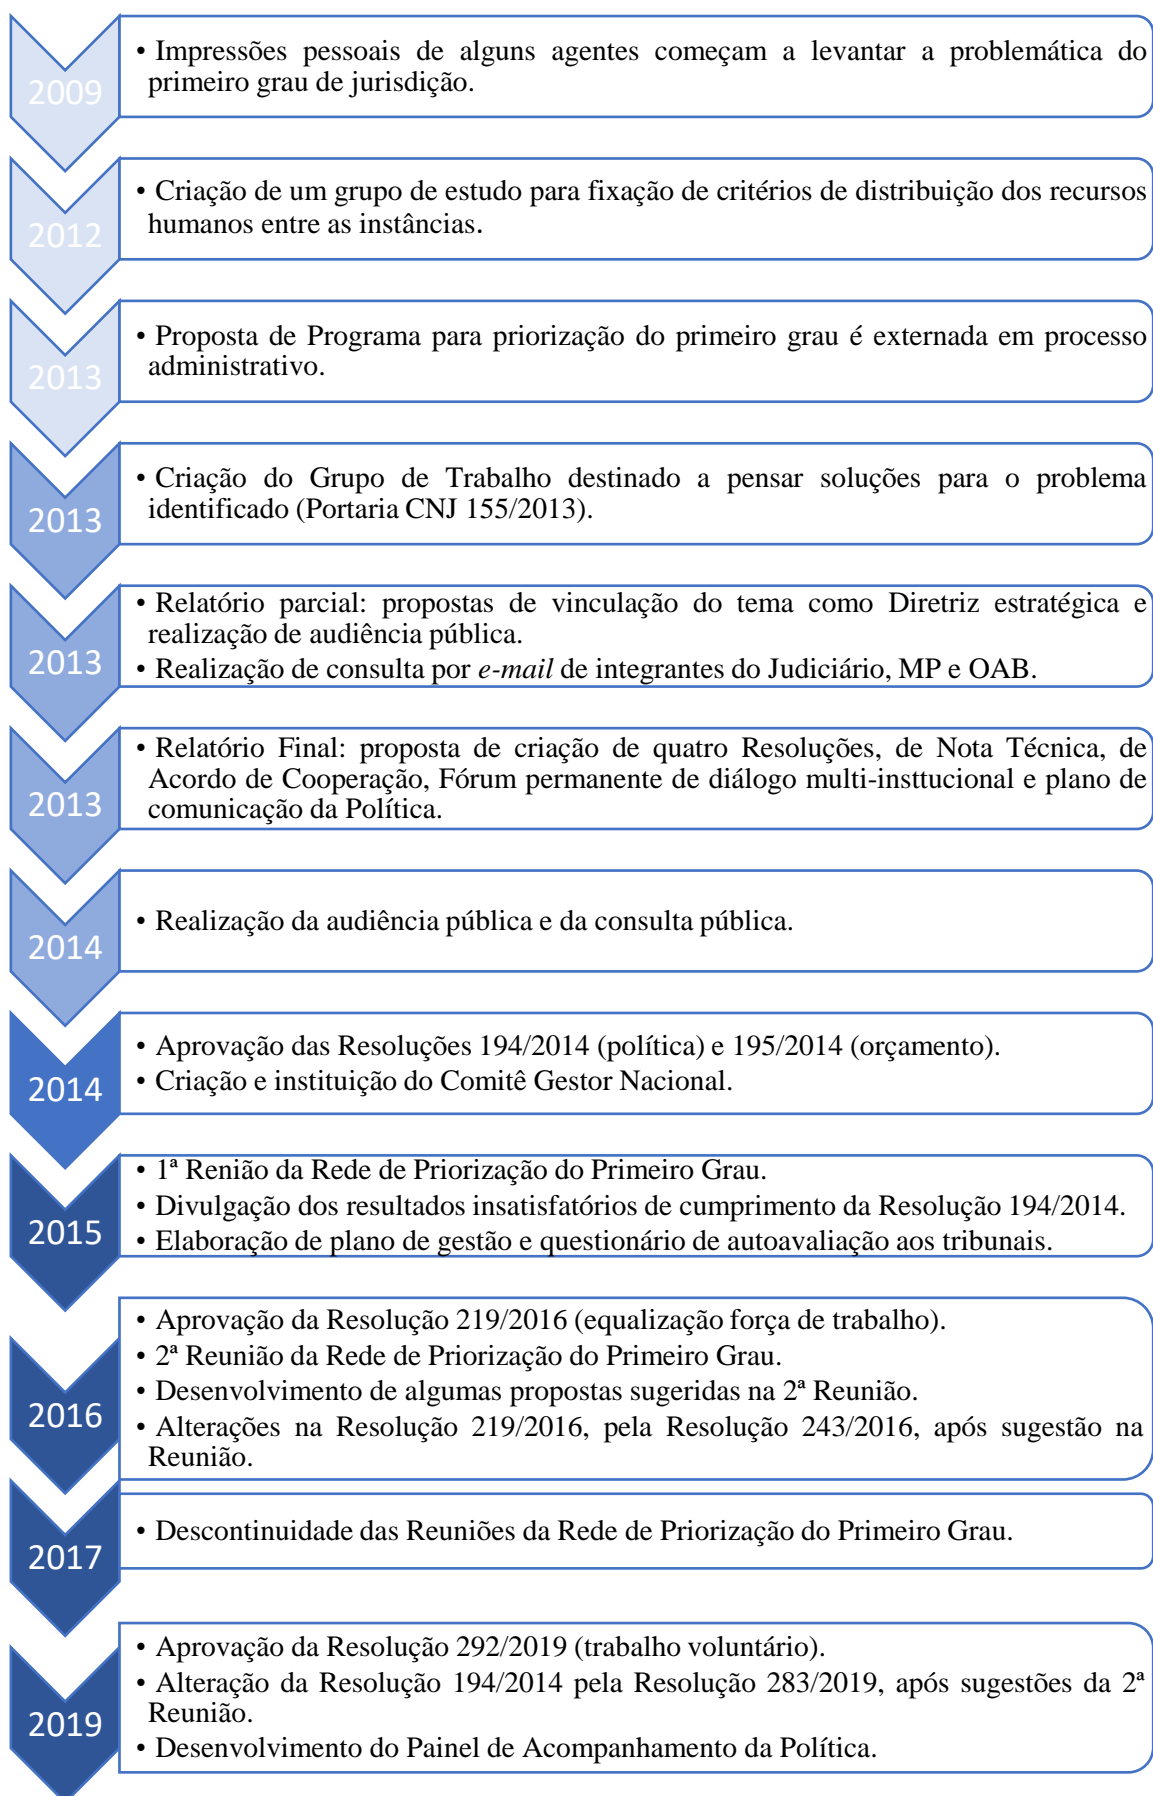 2009
• Impressões pessoais de alguns agentes começam a levantar a problemática do
primeiro grau de jurisdição.
2012
• Criação de um grupo de estudo para fixação de critérios de distribuição dos recursos
humanos entre as instâncias.
2013
• Proposta de Programa para priorização do primeiro grau é externada em processo
administrativo.
2013
• Criação do Grupo de Trabalho destinado a pensar soluções para o problema
identificado (Portaria CNJ 155/2013).
2013
• Relatório parcial: propostas de vinculação do tema como Diretriz estratégica e
realização de audiência pública.
• Realização de consulta por e-mail de integrantes do Judiciário, MP e OAB.
2013
• Relatório Final: proposta de criação de quatro Resoluções, de Nota Técnica, de
Acordo de Cooperação, Fórum permanente de diálogo multi-insttucional e plano de
comunicação da Política.
2014
• Realização da audiência pública e da consulta pública.
2014
• Aprovação das Resoluções 194/2014 (política) e 195/2014 (orçamento).
• Criação e instituição do Comitê Gestor Nacional.
2015
• 1ª Renião da Rede de Priorização do Primeiro Grau.
• Divulgação dos resultados insatisfatórios de cumprimento da Resolução 194/2014.
• Elaboração de plano de gestão e questionário de autoavaliação aos tribunais.
2016
• Aprovação da Resolução 219/2016 (equalização força de trabalho).
• 2ª Reunião da Rede de Priorização do Primeiro Grau.
• Desenvolvimento de algumas propostas sugeridas na 2ª Reunião.
• Alterações na Resolução 219/2016, pela Resolução 243/2016, após sugestão na
Reunião.
2017
• Descontinuidade das Reuniões da Rede de Priorização do Primeiro Grau.
2019
• Aprovação da Resolução 292/2019 (trabalho voluntário).
• Alteração da Resolução 194/2014 pela Resolução 283/2019, após sugestões da 2ª
Reunião.
• Desenvolvimento do Painel de Acompanhamento da Política.